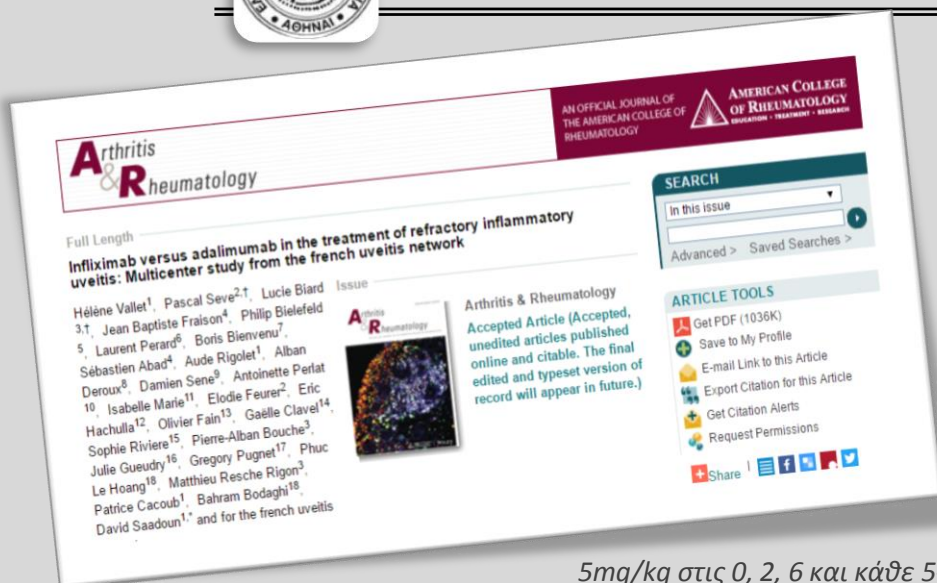 ΑΘΗΝΑΙ
Arthritis
& Rheumatology
AN OFFICIAL JOURNAL OF
THE AMERICAN COLLEGE OF
RHEUMATOLOGY
AMERICAN COLLEGE
OF RHEUMATOLOGY
EDUCATION • TREATMENT • RESEARCH
Full Length
Infliximab versus adalimumab in the treatment of refractory inflammatory
uveitis: Multicenter study from the french uveitis network
Hélène Vallet1, Pascal Seve2,†, Lucie Biard
3,†, Jean Baptiste Fraison4, Philip Bielefeld
5, Laurent Perard6, Boris Bienvenu7,
Sébastien Abad4, Aude Rigolet1, Alban
Deroux8, Damien Sene9, Antoinette Perlat
10, Isabelle Marie11, Elodie Feurer2, Eric
Hachulla12, Olivier Fain13, Gaëlle Clavel14,
Sophie Riviere15, Pierre-Alban Bouche3,
Julie Gueudry16, Gregory Pugnet17, Phuc
Le Hoang18, Matthieu Resche Rigon3,
Patrice Cacoub1, Bahram Bodaghi18,
David Saadoun1,* and for the french uveitis
Issue
Arthritis
& Rheumatology
Arthritis & Rheumatology
Accepted Article (Accepted,
unedited articles published
online and citable. The final
edited and typeset version of
record will appear in future.)
SEARCH
In this issue
Advanced > Saved Searches >
ARTICLE TOOLS
Get PDF (1036K)
Save to My Profile
E-mail Link to this Article
Export Citation for this Article
Get Citation Alerts
Request Permissions
Share
5mg/kg στις 0, 2, 6 και κάθε 5